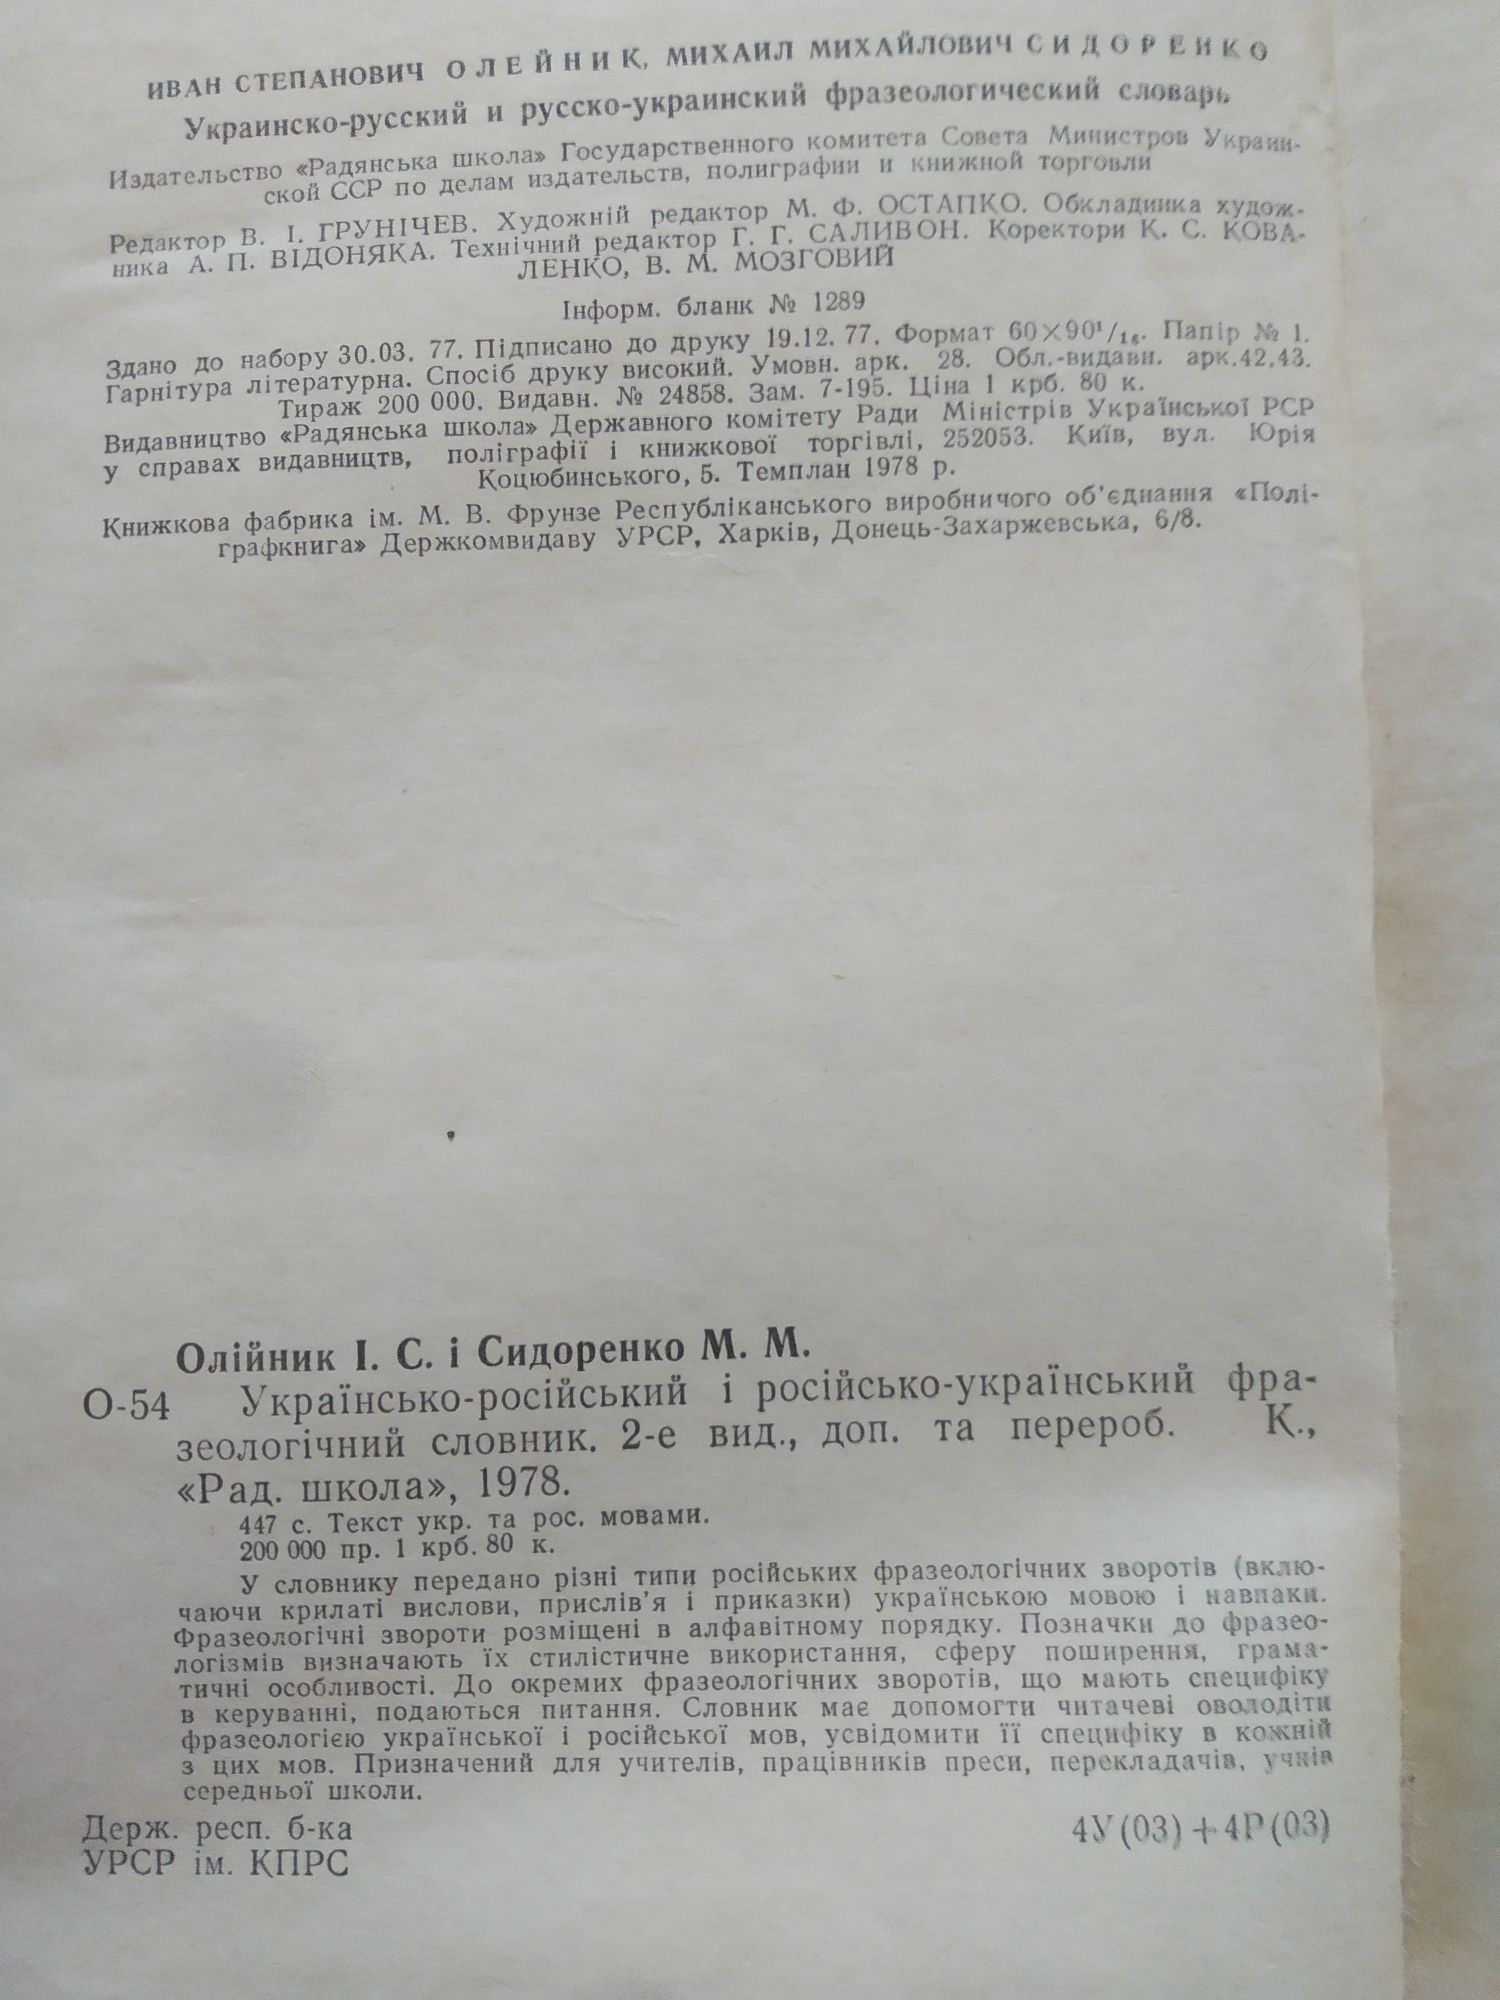 ИВАН СТЕПАНОВИЧ ОЛЕЙНИК, МИХАИЛ МИХАЙЛОВИЧ СИДОРЕНКО
Украинско-русский и русско-украинский фразеологический словарь
Издательство «Радянська школа» Государственного комитета Совета Министров Украин-
ской ССР по делам издательств, полиграфии и книжной торговли
Редактор В. І. ГРУНІЧЕВ. Художній редактор М. Ф. ОСТАПКО. Обкладинка худож-
ника А. П. ВІДОНЯКА. Технічний редактор Г. Г. САЛИВОН. Коректори К. С. КОВА-
ЛЕНКО, В. М. МОЗГОВИЙ
Інформ. бланк № 1289
Здано до набору 30.03. 77. Підписано до друку 19.12. 77. Формат 60×90¹/₁₆. Папір № 1.
Гарнітура літературна. Спосіб друку високий. Умовн. арк. 28. Обл.-видавн. арк.42,43.
Тираж 200 000. Видавн. № 24858. Зам. 7-195. Ціна 1 крб. 80 к.
Видавництво «Радянська школа» Державного комітету Ради Міністрів Української РСР
у справах видавництв, поліграфії і книжкової торгівлі, 252053. Київ, вул. Юрія
Коцюбинського, 5. Темплан 1978 р.
Книжкова фабрика ім. М. В. Фрунзе Республіканського виробничого об'єднання «Полі-
графкнига» Держкомвидаву УРСР, Харків, Донець-Захаржевська, 6/8.
Олійник І. С. і Сидоренко М. М.
О-54 Українсько-російський і російсько-український фра-
зеологічний словник. 2-е вид., доп. та перероб. К.,
«Рад. школа», 1978.
447 с. Текст укр. та рос. мовами.
200 000 пр. 1 крб. 80 к.
У словнику передано різні типи російських фразеологічних зворотів (вклю-
чаючи крилаті вислови, прислів'я і приказки) українською мовою і навпаки.
Фразеологічні звороти розміщені в алфавітному порядку. Позначки до фразео-
логізмів визначають їх стилістичне використання, сферу поширення, грама-
тичні особливості. До окремих фразеологічних зворотів, що мають специфіку
в керуванні, подаються питання. Словник має допомогти читачеві оволодіти
фразеологією української і російської мов, усвідомити її специфіку в кожній
з цих мов. Призначений для учителів, працівників преси, перекладачів, учнів
середньої школи.
Держ. респ. б-ка 4У(03)+4Р(03)
УРСР ім. КПРС